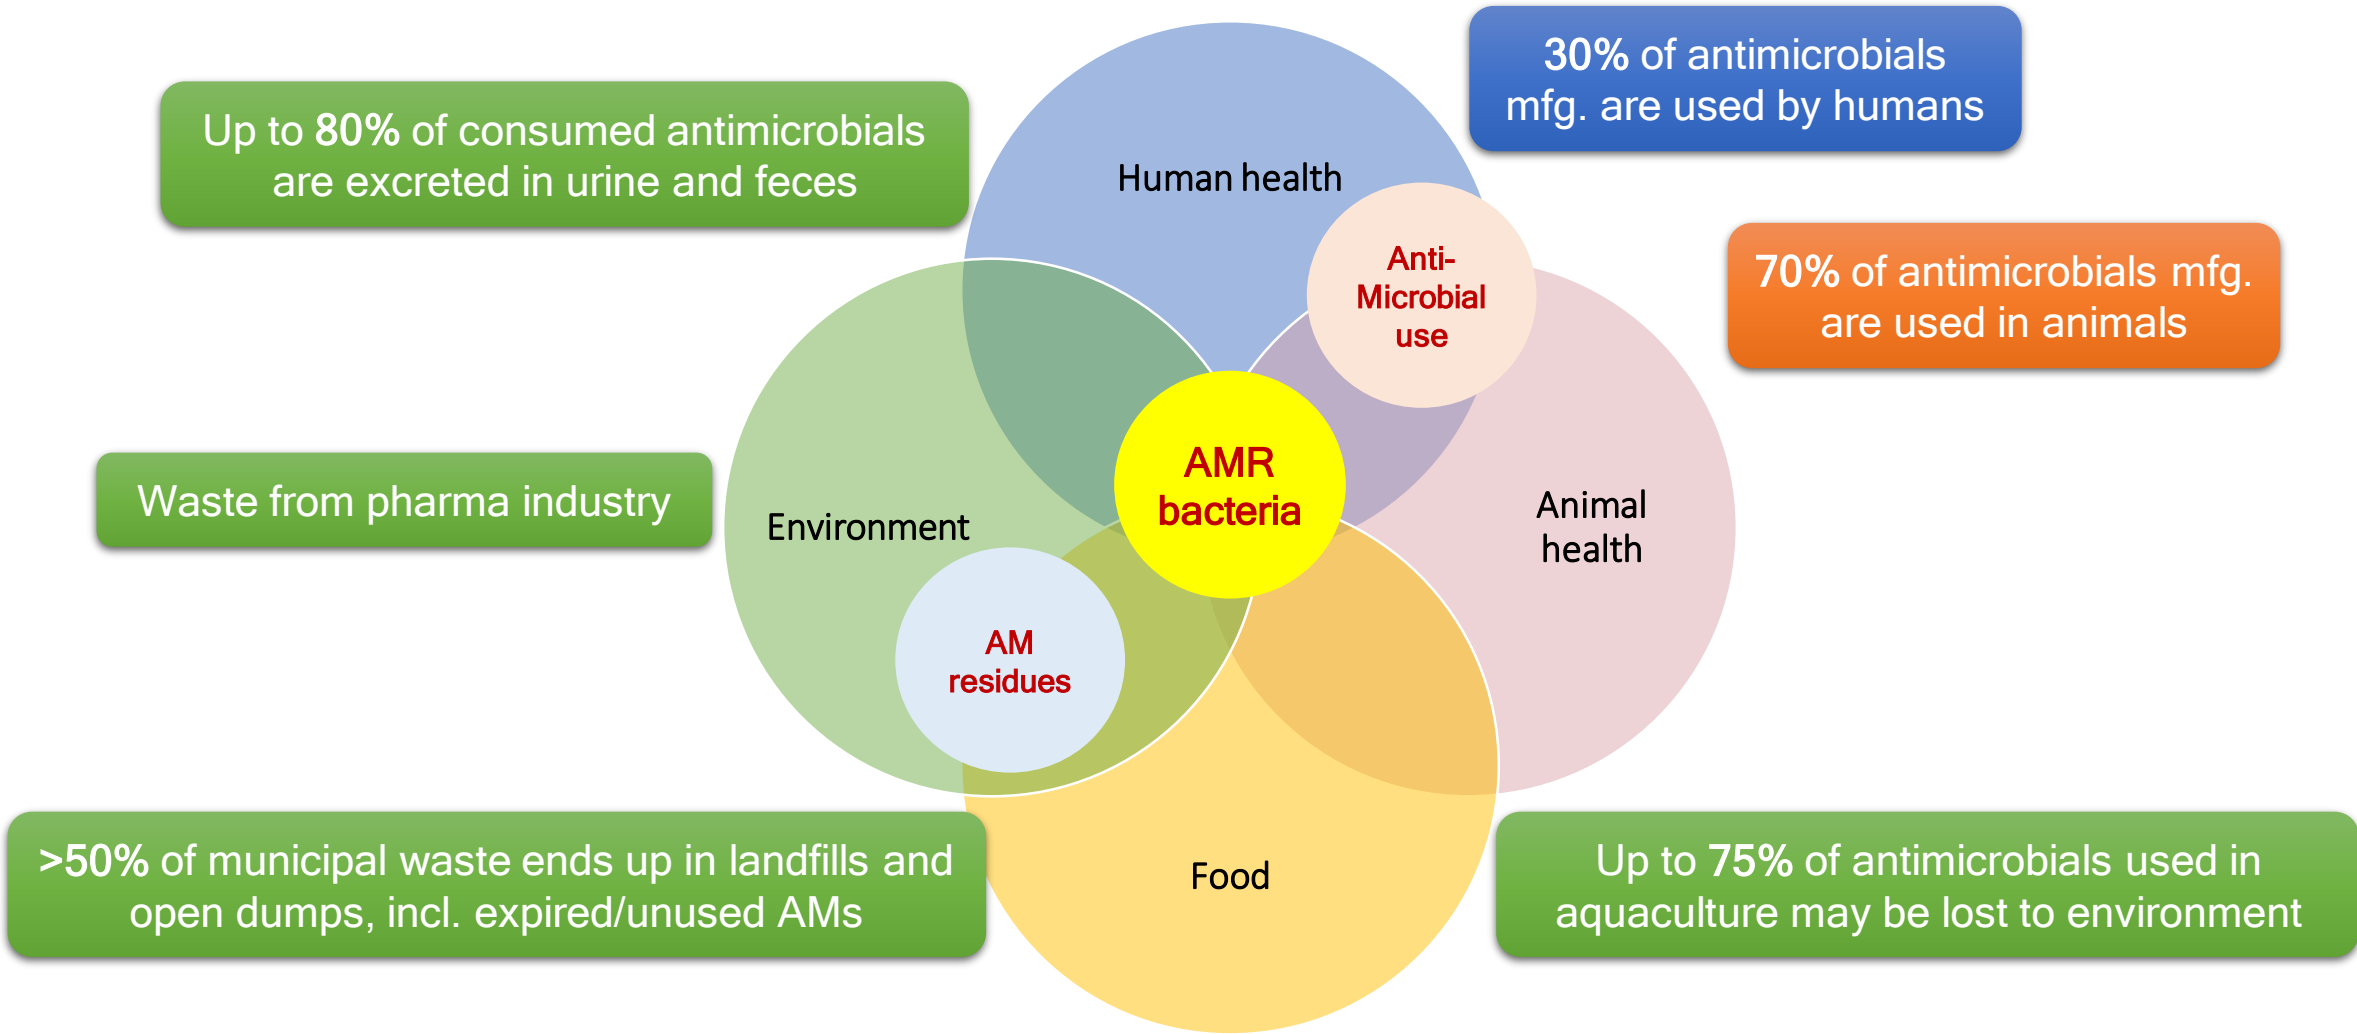 30% of antimicrobials
mfg. are used by humans
Up to 80% of consumed antimicrobials
are excreted in urine and feces
Human health
Anti-
Microbial
use
70% of antimicrobials mfg.
are used in animals
AMR
bacteria
Waste from pharma industry
Environment
Animal
health
AM
residues
>50% of municipal waste ends up in landfills and
open dumps, incl. expired/unused AMs
Food
Up to 75% of antimicrobials used in
aquaculture may be lost to environment